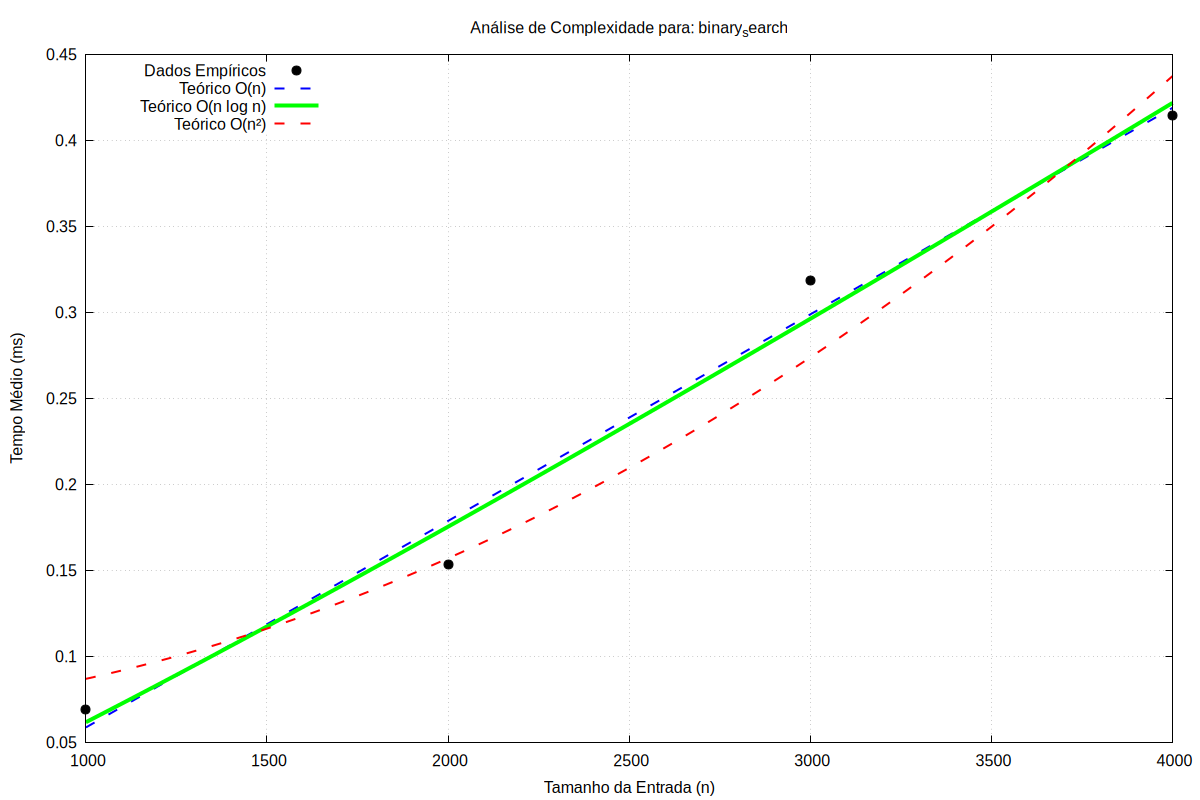 Análise de Complexidade para: binaryₛearch
Dados Empíricos
Teórico O(n)
Teórico O(n log n)
Teórico O(n²)
0.45
0.4
0.35
0.3
0.25
0.2
0.15
0.1
0.05
Tempo Médio (ms)
1000 1500 2000 2500 3000 3500 4000
Tamanho da Entrada (n)